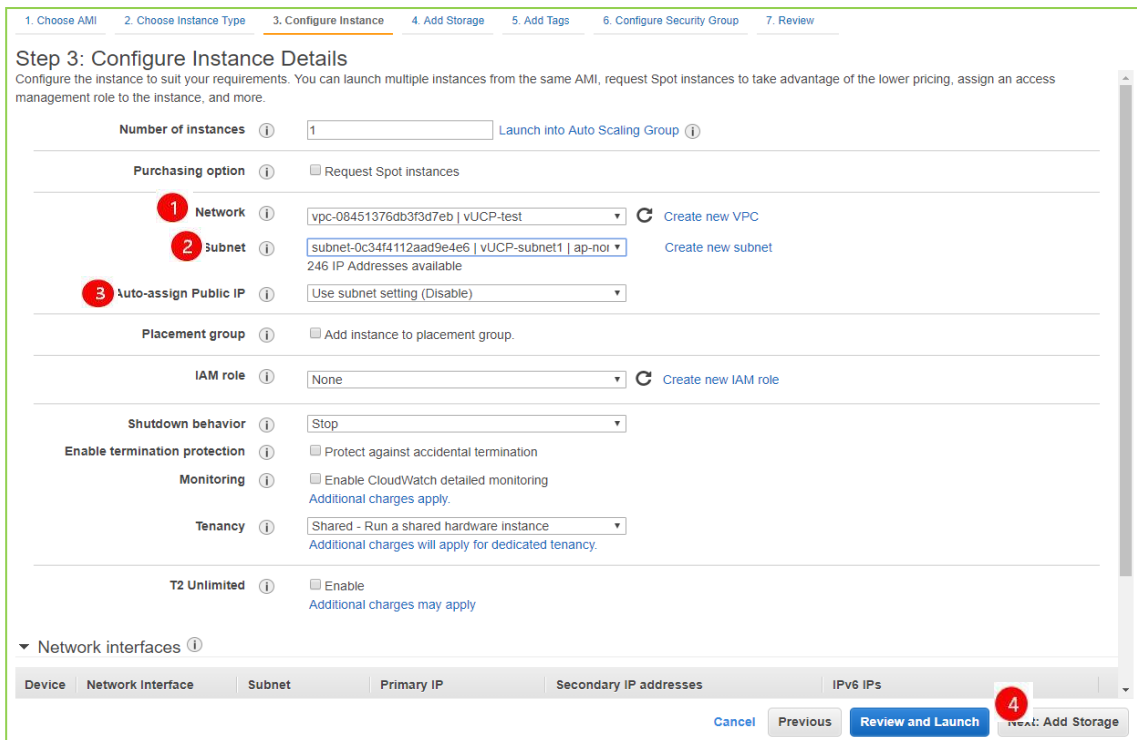 1. Choose AMI 2. Choose Instance Type 3. Configure Instance 4. Add Storage 5. Add Tags 6. Configure Security Group 7. Review
Step 3: Configure Instance Details
Configure the instance to suit your requirements. You can launch multiple instances from the same AMI, request Spot instances to take advantage of the lower pricing, assign an access
management role to the instance, and more.
Number of instances 1 Launch into Auto Scaling Group
Purchasing option Request Spot instances
1 Network vpc-08451376db3f3d7eb | vUCP-test Create new VPC
2 Subnet subnet-0c34f4112aad9e4e6 | vUCP-subnet1 | ap-nor Create new subnet
246 IP Addresses available
3 Auto-assign Public IP Use subnet setting (Disable)
Placement group Add instance to placement group.
IAM role None Create new IAM role
Shutdown behavior Stop
Enable termination protection Protect against accidental termination
Monitoring Enable CloudWatch detailed monitoring
Additional charges apply.
Tenancy Shared - Run a shared hardware instance
Additional charges will apply for dedicated tenancy.
T2 Unlimited Enable
Additional charges may apply
Network interfaces
Device Network Interface Subnet Primary IP Secondary IP addresses IPv6 IPs
4
Cancel Previous Review and Launch Next: Add Storage